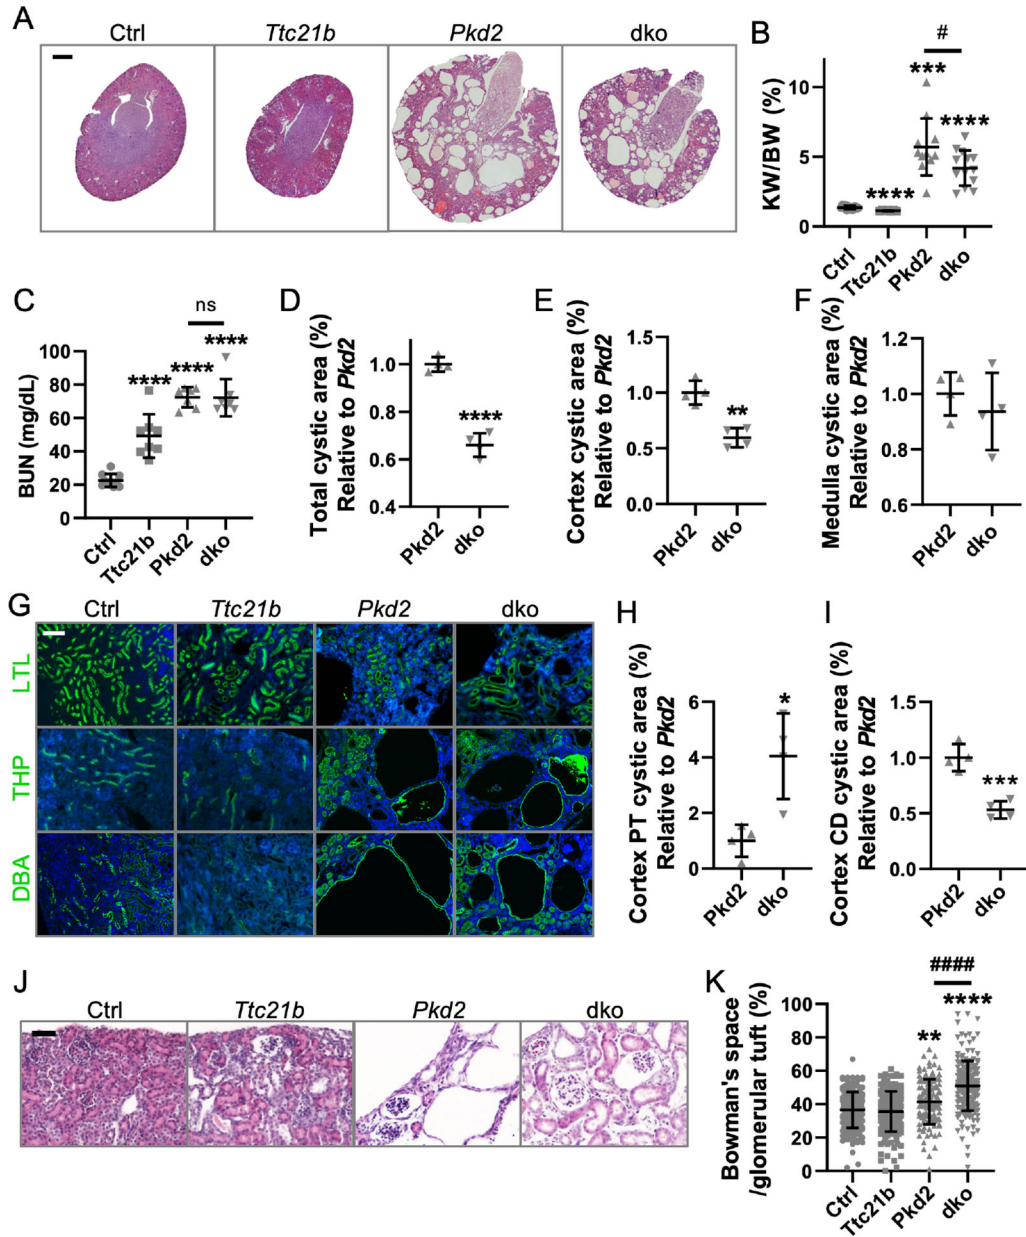 A
Ctrl
Ttc21b
Pkd2
dko
B
#
***
****
****
10
5
0
KW/BW (%)
Ctrl
Ttc21b
Pkd2
dko
C
ns
****
****
****
100
80
60
40
20
0
BUN (mg/dL)
Ctrl
Ttc21b
Pkd2
dko
D
Total cystic area (%)
Relative to Pkd2
1.0
0.8
0.6
0.4
****
Pkd2
dko
E
Cortex cystic area (%)
Relative to Pkd2
1.5
1.0
0.5
0.0
**
Pkd2
dko
F
Medulla cystic area (%)
Relative to Pkd2
1.2
1.0
0.8
0.6
Pkd2
dko
G
Ctrl
Ttc21b
Pkd2
dko
LTL
THP
DBA
H
Cortex PT cystic area (%)
Relative to Pkd2
6
4
2
0
*
Pkd2
dko
I
Cortex CD cystic area (%)
Relative to Pkd2
1.5
1.0
0.5
0.0
***
Pkd2
dko
J
Ctrl
Ttc21b
Pkd2
dko
K
####
****
**
Bowman's space
/glomerular tuft (%)
100
80
60
40
20
0
Ctrl
Ttc21b
Pkd2
dko